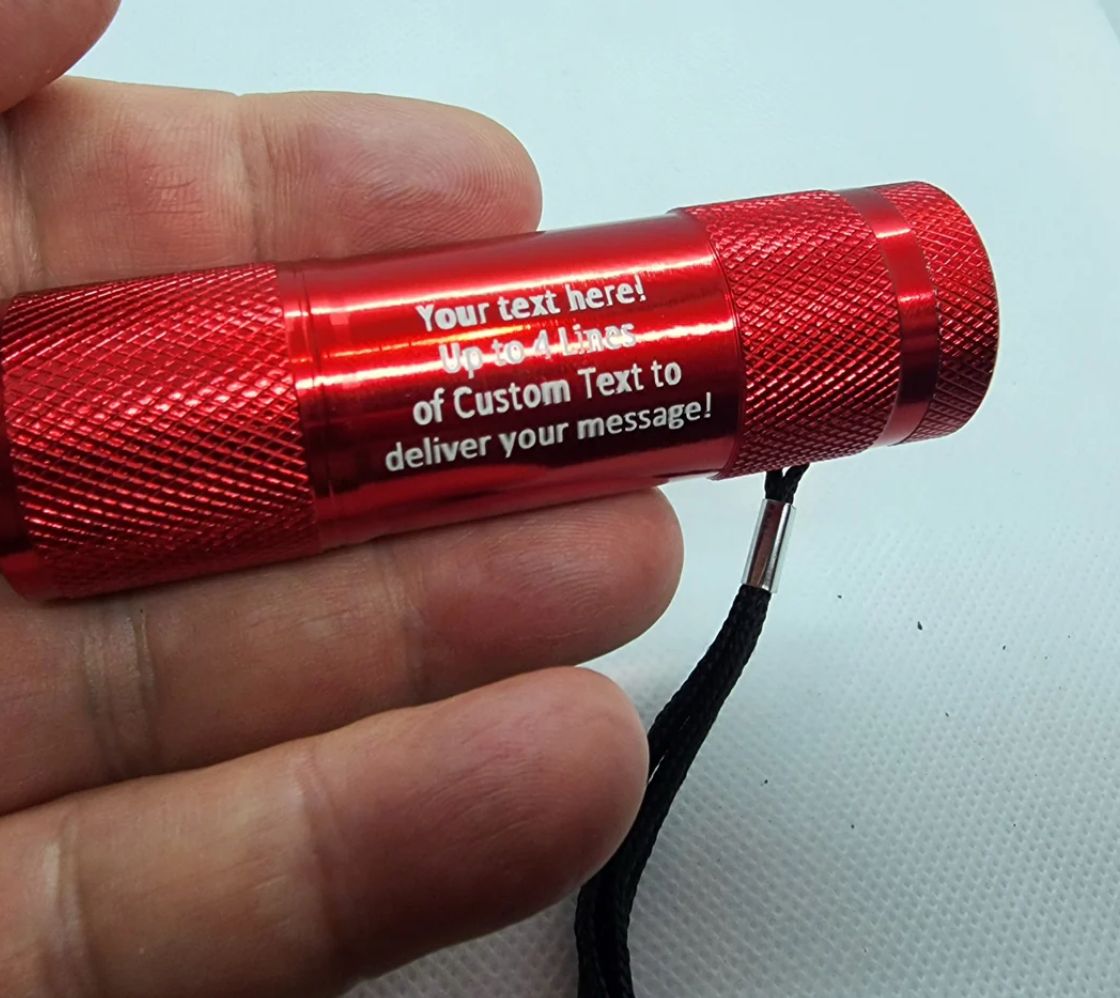 Your text here!
Up to 4 Lines
of Custom Text to
deliver your message!